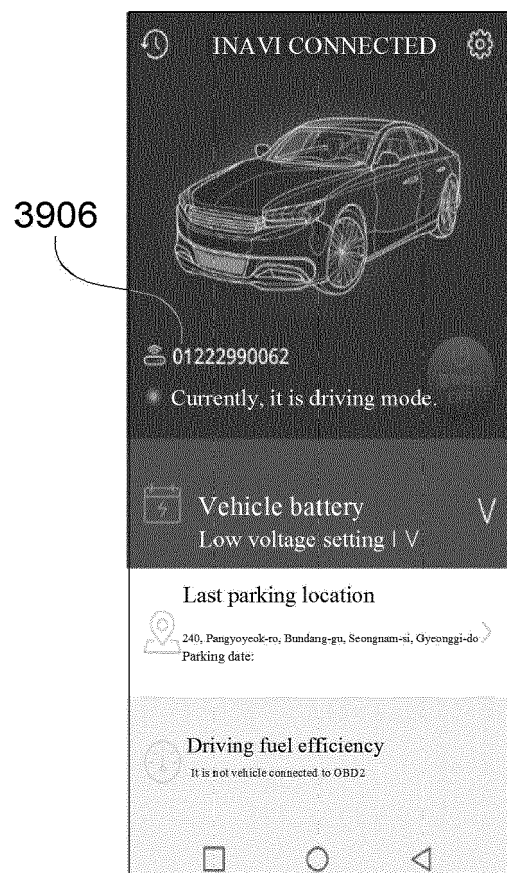 INAVI CONNECTED
3906
01222990062
Currently, it is driving mode.
Vehicle battery
V
Low voltage setting | V
Last parking location
240, Pangyoyeok-ro, Bundang-gu, Seongnam-si, Gyeonggi-do
Parking date:
Driving fuel efficiency
It is not vehicle connected to OBD2